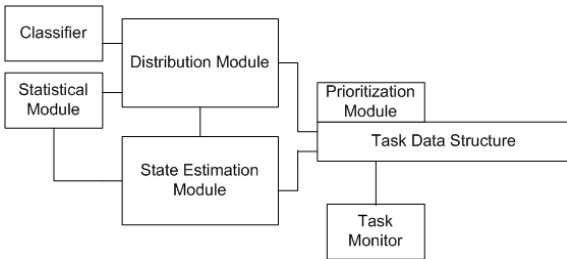 Classifier
Distribution Module
Statistical
Module
Prioritization
Module
Task Data Structure
State Estimation
Module
Task
Monitor